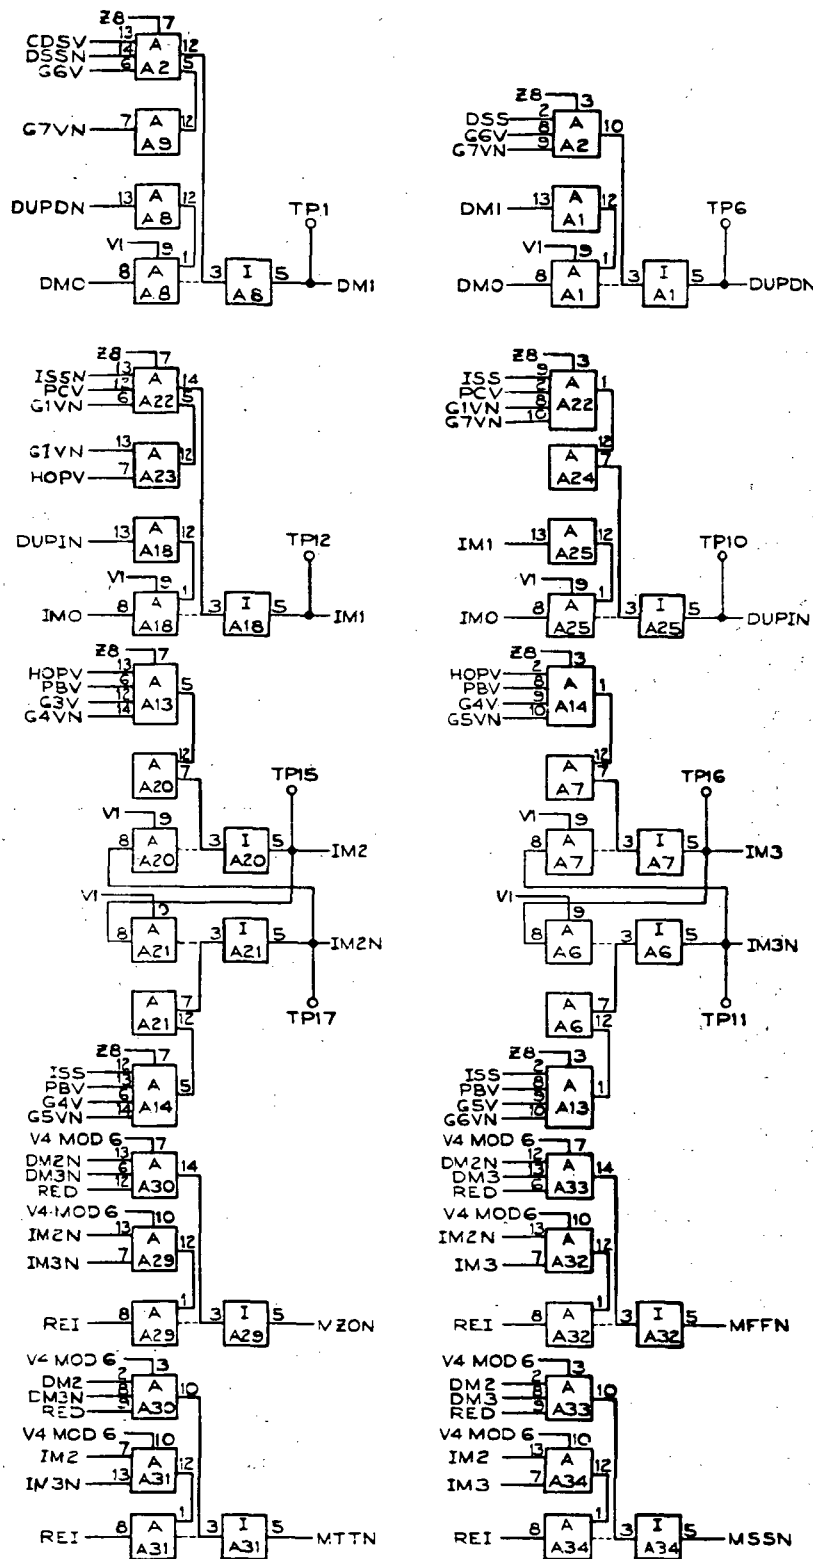 Z8 7
CDSV 13 A 12
DSSN 14
G6V 6 A2 5
G7VN 7 A 12
A9
DUPDN 13 A 12
A8
V1 9
DMO 8 A 1
A8
3 I 5 DM1
A8
TP1
Z8 3
DSS 2 A 10
G6V 8
G7VN 9 A2
DM1 13 A 12
A1
V1 9
DMO 8 A 1
A1
3 I 5 DUPDN
A1
TP6
Z8 7
ISSN 13 A 14
PCV 12
G1VN 6 A22 5
G7VN 13 A 12
HOPV 7 A23
DUPIN 13 A 12
A18
V1 9
IMO 8 A 1
A18
3 I 5 IM1
A18
TP12
Z8 3
ISS 9 A 1
PCV 2
G1VN 8 A22
G7VN 10
A 12
A24 7
IM1 13 A 12
A25
V1 9
IMO 8 A 1
A25
3 I 5 DUPIN
A25
TP10
Z8 7
HOPV 13 A 5
PBV 6
G3V 12 A13
G4VN 14
A 12
A20 7
V1 9
8 A
A20
3 I 5 IM2
A20
TP15
V1 9
8 A
A21
3 I 5 IM2N
A21
TP17
A 7
A21 12
Z8 7
ISS 12 A 5
PBV 13
G4V 6 A14
G5VN 14
Z8 3
HOPV 2 A 1
PBV 8
G4V 9 A14
G5VN 10
A 12
A7 7
V1 9
8 A
A7
3 I 5 IM3
A7
TP16
V1 9
8 A
A6
3 I 5 IM3N
A6
TP11
A 7
A6 12
Z8 3
ISS 2 A 1
PBV 8
G5V 9 A13
G6VN 10
V4 MOD 6 7
DM2N 13 A 14
DM3N 6
RED 12 A30
V4 MOD 6 10
IM2N 13 A 12
IM3N 7 A29
REI 8 A 1
A29
3 I 5 MZON
A29
V4 MOD 6 7
DM2N 12 A 14
DM3 13
RED 6 A33
V4 MOD 6 10
IM2N 13 A 12
IM3 7 A32
REI 8 A 1
A32
3 I 5 MFFN
A32
V4 MOD 6 3
DM2 2 A 10
DM3N 8
RED 9 A30
V4 MOD 6 10
IM2 7 A 12
IM3N 13 A31
REI 8 A 1
A31
3 I 5 MTTN
A31
V4 MOD 6 3
DM2 2 A 10
DM3 8
RED 9 A33
V4 MOD 6 10
IM2 13 A 12
IM3 7 A34
REI 8 A 1
A34
3 I 5 MSSN
A34